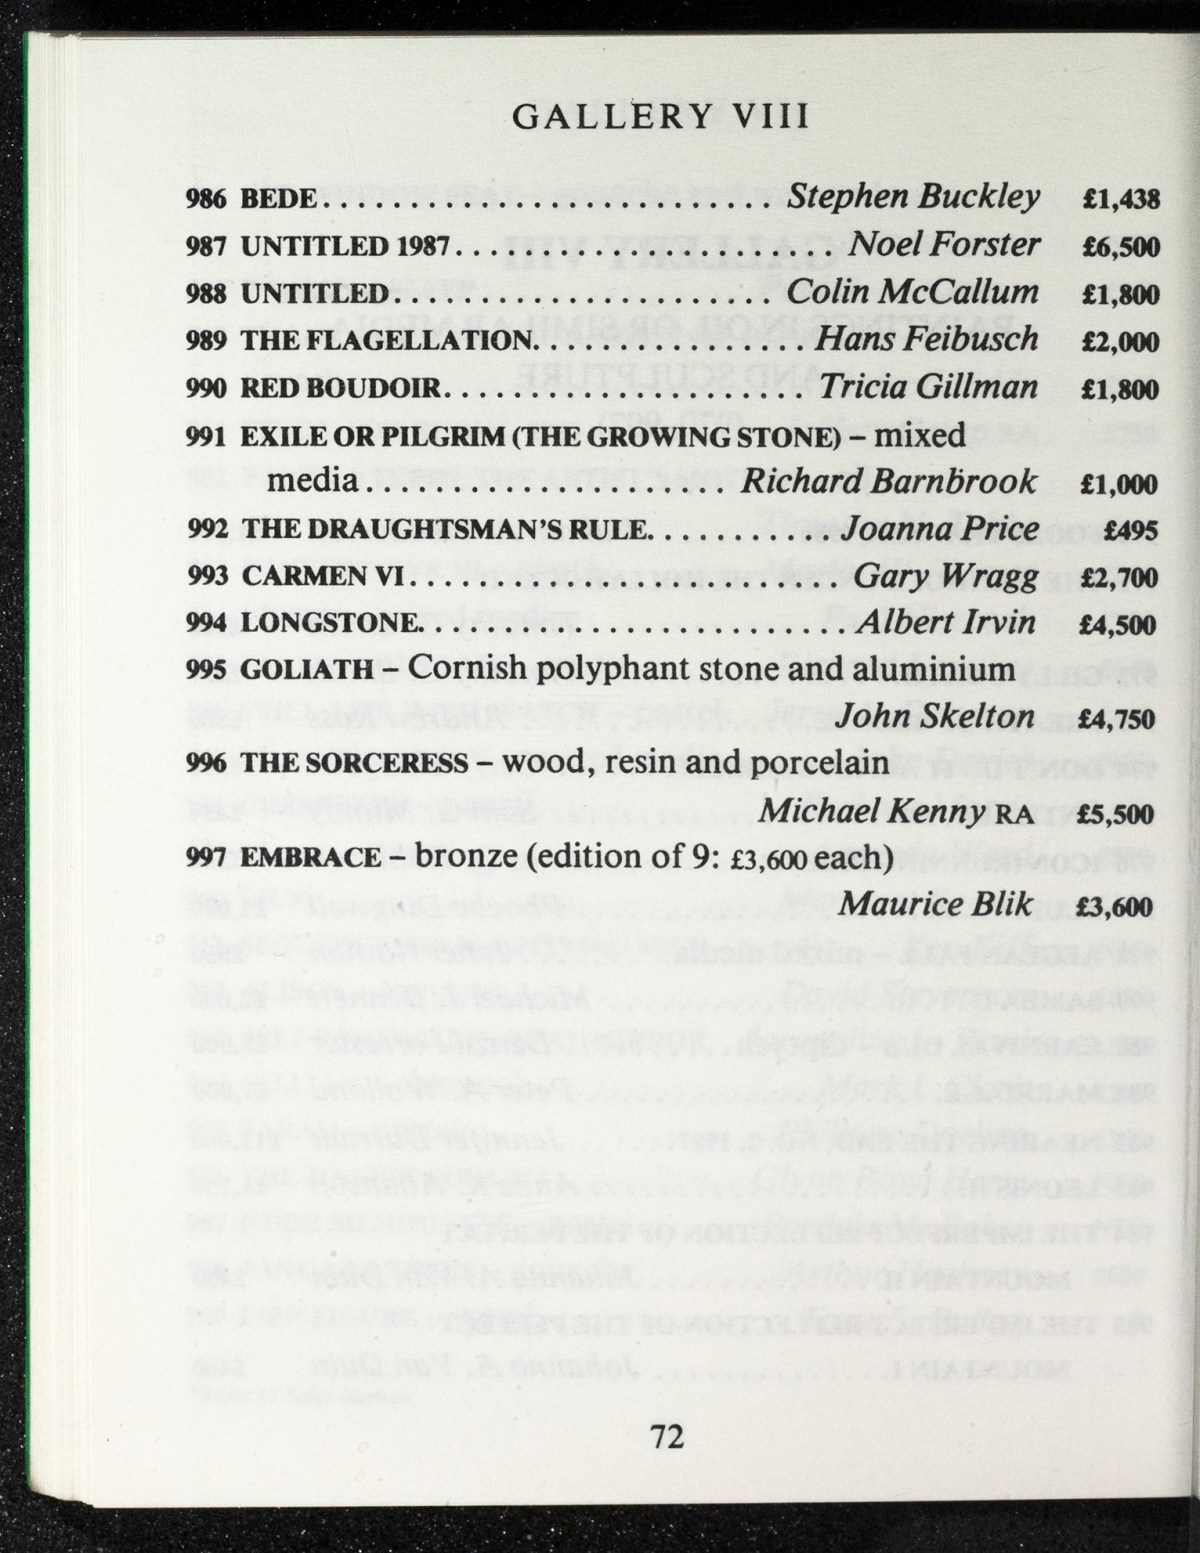 GALLERY VIII
986 BEDE............................ Stephen Buckley £1,438
987 UNTITLED 1987........................ Noel Forster £6,500
988 UNTITLED........................ Colin McCallum £1,800
989 THE FLAGELLATION................. Hans Feibusch £2,000
990 RED BOUDOIR...................... Tricia Gillman £1,800
991 EXILE OR PILGRIM (THE GROWING STONE) – mixed
media....................... Richard Barnbrook £1,000
992 THE DRAUGHTSMAN'S RULE........... Joanna Price £495
993 CARMEN VI........................... Gary Wragg £2,700
994 LONGSTONE........................... Albert Irvin £4,500
995 GOLIATH – Cornish polyphant stone and aluminium
John Skelton £4,750
996 THE SORCERESS – wood, resin and porcelain
Michael Kenny RA £5,500
997 EMBRACE – bronze (edition of 9: £3,600 each)
Maurice Blik £3,600
72